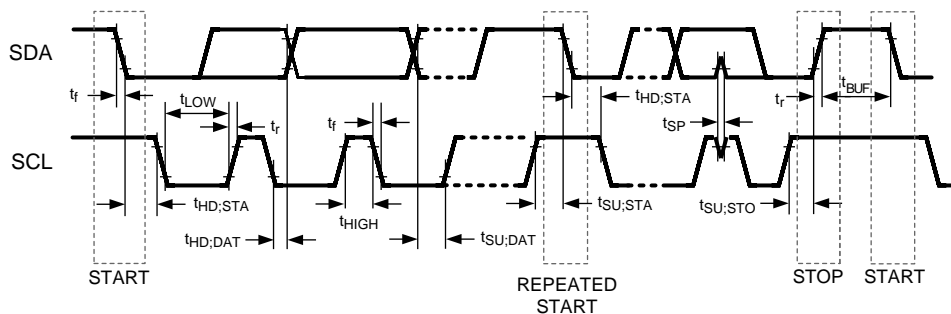 SDA
t_f
t_LOW
t_r
t_f
t_HD;STA
t_SP
t_r
t_BUF
SCL
t_HD;STA
t_HD;DAT
t_HIGH
t_SU;DAT
t_SU;STA
t_SU;STO
START
REPEATED
START
STOP
START